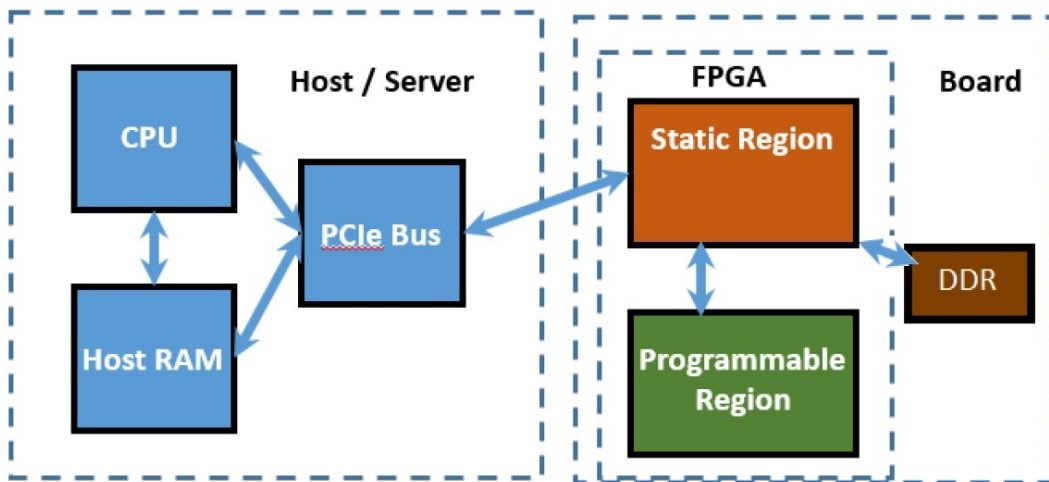 Host / Server
CPU
PCIe Bus
Host RAM
FPGA
Board
Static Region
DDR
Programmable
Region